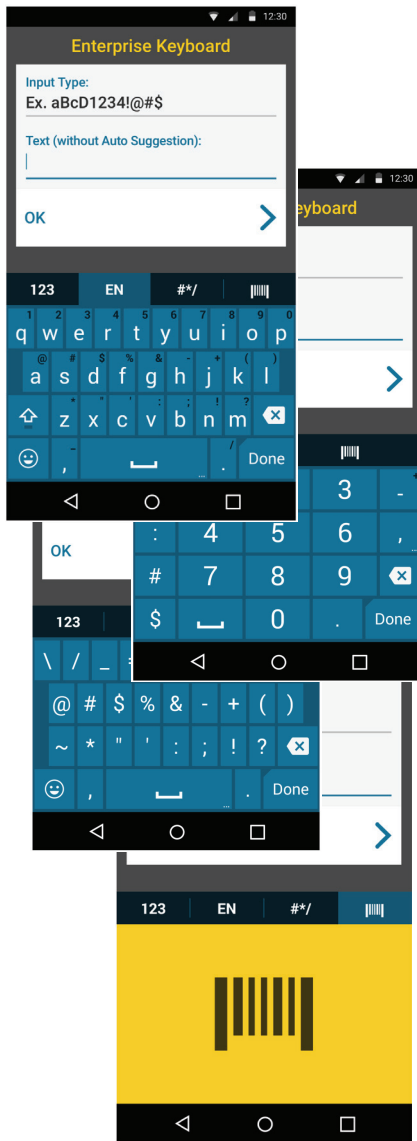 12:30
Enterprise Keyboard
Input Type:
Ex. aBcD1234!@#$
Text (without Auto Suggestion):
OK
123 EN #*/
1 2 3 4 5 6 7 8 9 0
q w e r t y u i o p
@ # $ % & - + ( )
a s d f g h j k l
* " ' : ; ! ?
z x c v b n m
_ /
, ... . Done
12:30
eyboard
3 - +
: 4 5 6 , ...
# 7 8 9
$ 0 . Done
OK
123
\ / _
@ # $ % & - + ( )
~ * " ' : ; ! ?
, ... . Done
123 EN #*/